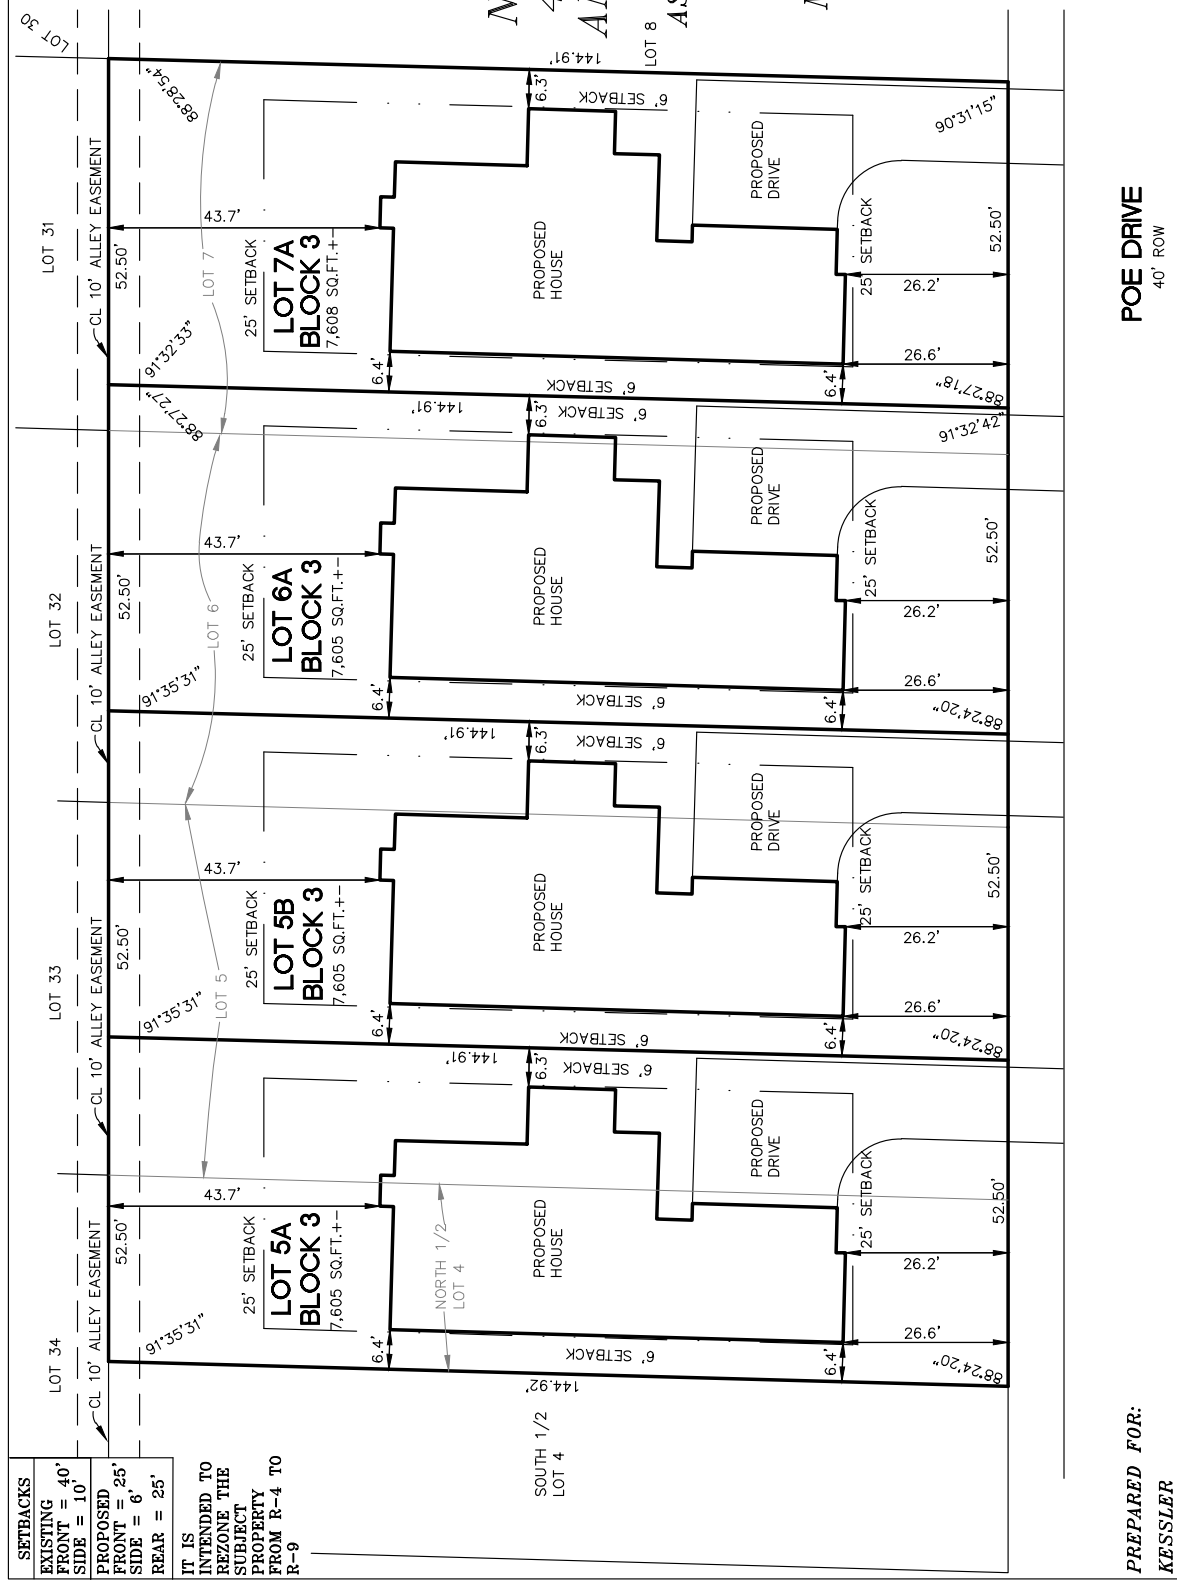 SETBACKS
EXISTING
FRONT = 40'
SIDE = 10'
PROPOSED
FRONT = 25'
SIDE = 6'
REAR = 25'
IT IS
INTENDED TO
REZONE THE
SUBJECT
PROPERTY
FROM R-4 TO
R-9
LOT 34
LOT 33
LOT 32
LOT 31
LOT 30
CL 10' ALLEY EASEMENT
CL 10' ALLEY EASEMENT
CL 10' ALLEY EASEMENT
CL 10' ALLEY EASEMENT
52.50'
52.50'
52.50'
52.50'
91°35'31"
91°35'31"
91°35'31"
88°27'27"
91°32'33"
88°28'54"
LOT 5
LOT 6
LOT 7
43.7'
43.7'
43.7'
43.7'
25' SETBACK
LOT 5A
BLOCK 3
7,605 SQ.FT.+-
25' SETBACK
LOT 5B
BLOCK 3
7,605 SQ.FT.+-
25' SETBACK
LOT 6A
BLOCK 3
7,605 SQ.FT.+-
25' SETBACK
LOT 7A
BLOCK 3
7,608 SQ.FT.+-
6.4'
6.4'
6.4'
6.4'
NORTH 1/2
LOT 4
144.92'
144.91'
144.91'
144.91'
144.91'
6.3'
6.3'
6.3'
6.3'
SOUTH 1/2
LOT 4
PROPOSED
HOUSE
PROPOSED
HOUSE
PROPOSED
HOUSE
PROPOSED
HOUSE
6' SETBACK
6' SETBACK
6' SETBACK
6' SETBACK
6' SETBACK
6' SETBACK
6' SETBACK
6' SETBACK
LOT 8
PROPOSED
DRIVE
PROPOSED
DRIVE
PROPOSED
DRIVE
PROPOSED
DRIVE
6.4'
6.4'
6.4'
6.4'
25' SETBACK
25' SETBACK
25' SETBACK
25' SETBACK
26.6'
26.2'
26.6'
26.2'
26.6'
26.2'
26.6'
26.2'
88°24'20"
88°24'20"
88°24'20"
91°32'42"
88°27'18"
90°31'15"
52.50'
52.50'
52.50'
52.50'
POE DRIVE
40' ROW
PREPARED FOR:
KESSLER